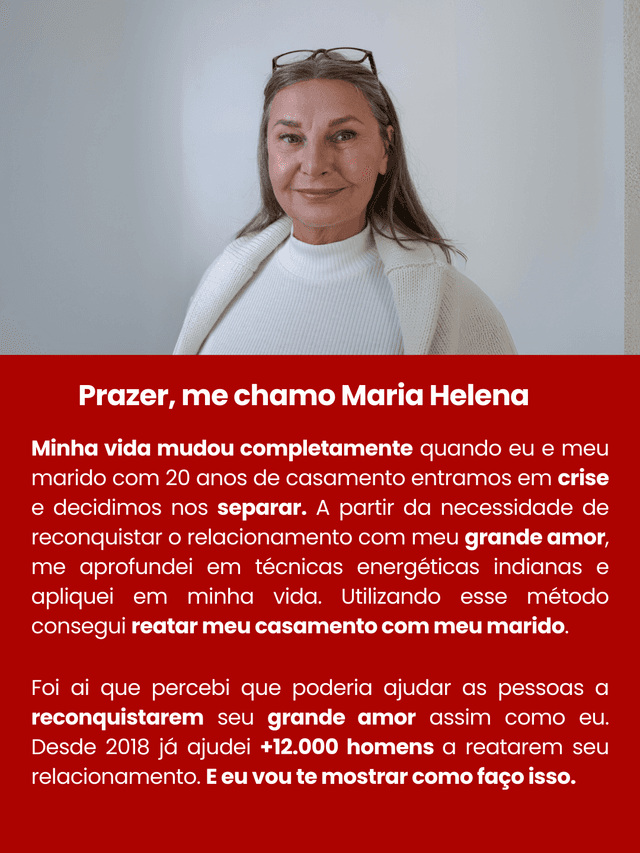 Prazer, me chamo Maria Helena
Minha vida mudou completamente quando eu e meu
marido com 20 anos de casamento entramos em crise
e decidimos nos separar. A partir da necessidade de
reconquistar o relacionamento com meu grande amor,
me aprofundei em técnicas energéticas indianas e
apliquei em minha vida. Utilizando esse método
consegui reatar meu casamento com meu marido.
Foi ai que percebi que poderia ajudar as pessoas a
reconquistarem seu grande amor assim como eu.
Desde 2018 já ajudei +12.000 homens a reatarem seu
relacionamento. E eu vou te mostrar como faço isso.